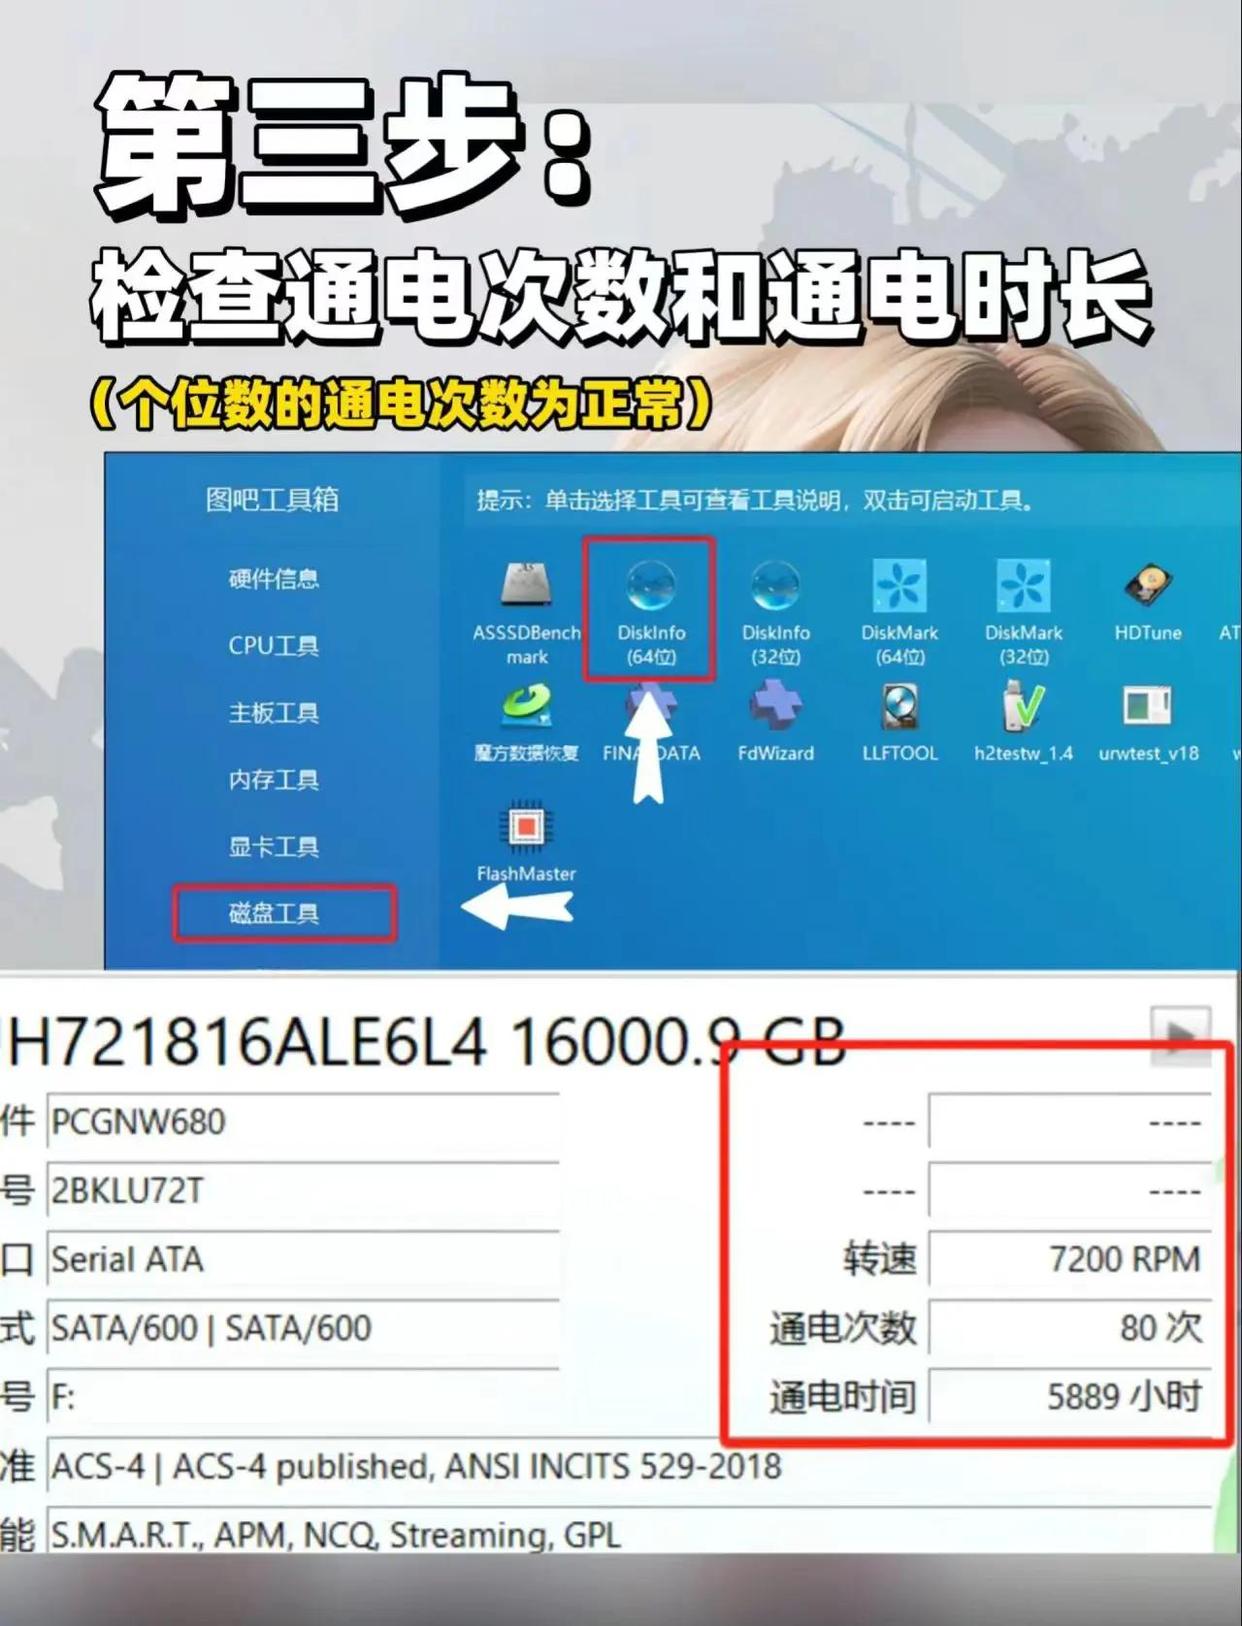 第三步：
检查通电次数和通电时长
（个位数的通电次数为正常）
图吧工具箱
提示：单击选择工具可查看工具说明，双击可启动工具。
硬件信息
CPU工具
主板工具
内存工具
显卡工具
磁盘工具
ASSSDBench
mark
DiskInfo
(64位)
DiskInfo
(32位)
DiskMark
(64位)
DiskMark
(32位)
HDTune
AT
魔方数据恢复
FINALDATA
FdWizard
LLFTOOL
h2testw_1.4
urwtest_v18
w
FlashMaster
H721816ALE6L4 16000.9 GB
件 PCGNW680 ---- ----
号 2BKLU72T ---- ----
口 Serial ATA 转速 7200 RPM
式 SATA/600 | SATA/600 通电次数 80 次
号 F: 通电时间 5889 小时
准 ACS-4 | ACS-4 published, ANSI INCITS 529-2018
能 S.M.A.R.T., APM, NCQ, Streaming, GPL